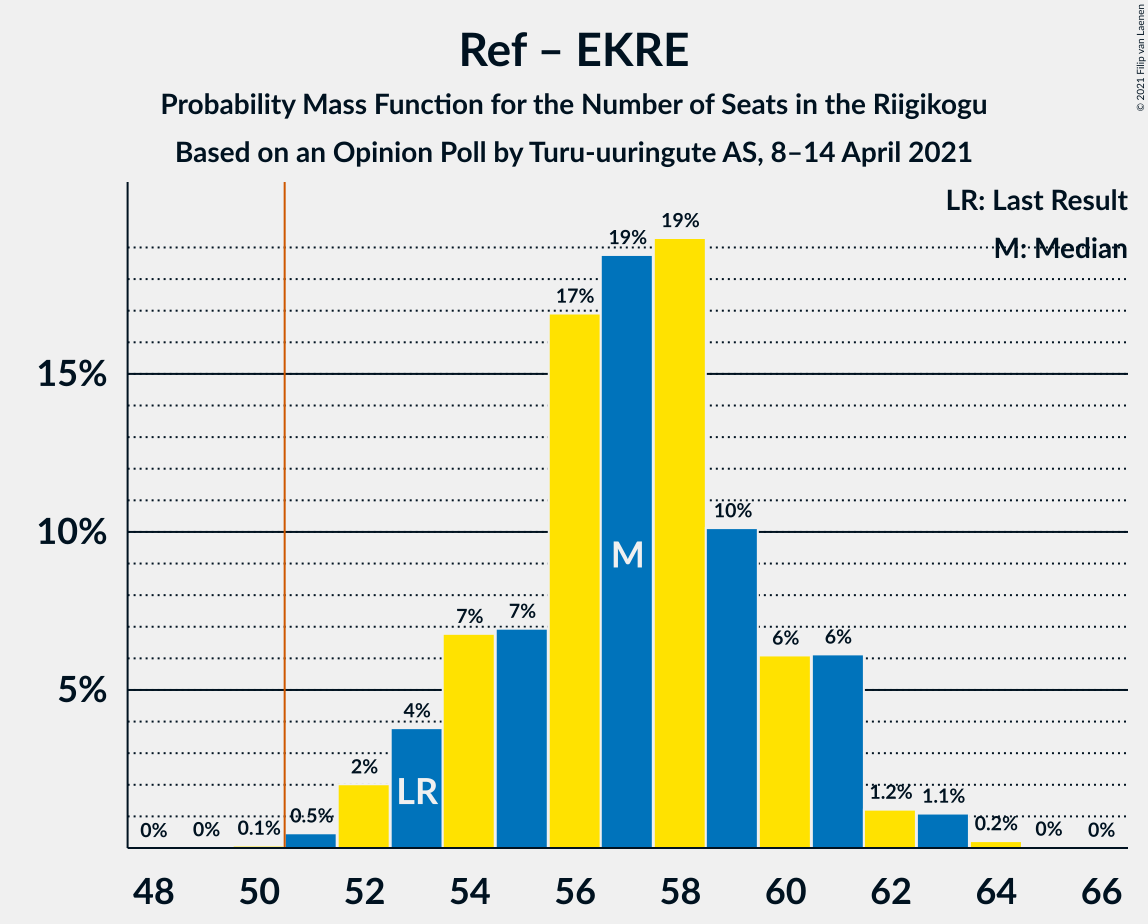 Ref – EKRE
Probability Mass Function for the Number of Seats in the Riigikogu
Based on an Opinion Poll by Turu-uuringute AS, 8–14 April 2021
© 2021 Filip van Laenen
LR: Last Result
M: Median
15%
10%
5%
0%
0%
0.1%
0.5%
2%
4%
7%
7%
17%
19%
19%
10%
6%
6%
1.2%
1.1%
0.2%
0%
0%
LR
M
48 50 52 54 56 58 60 62 64 66